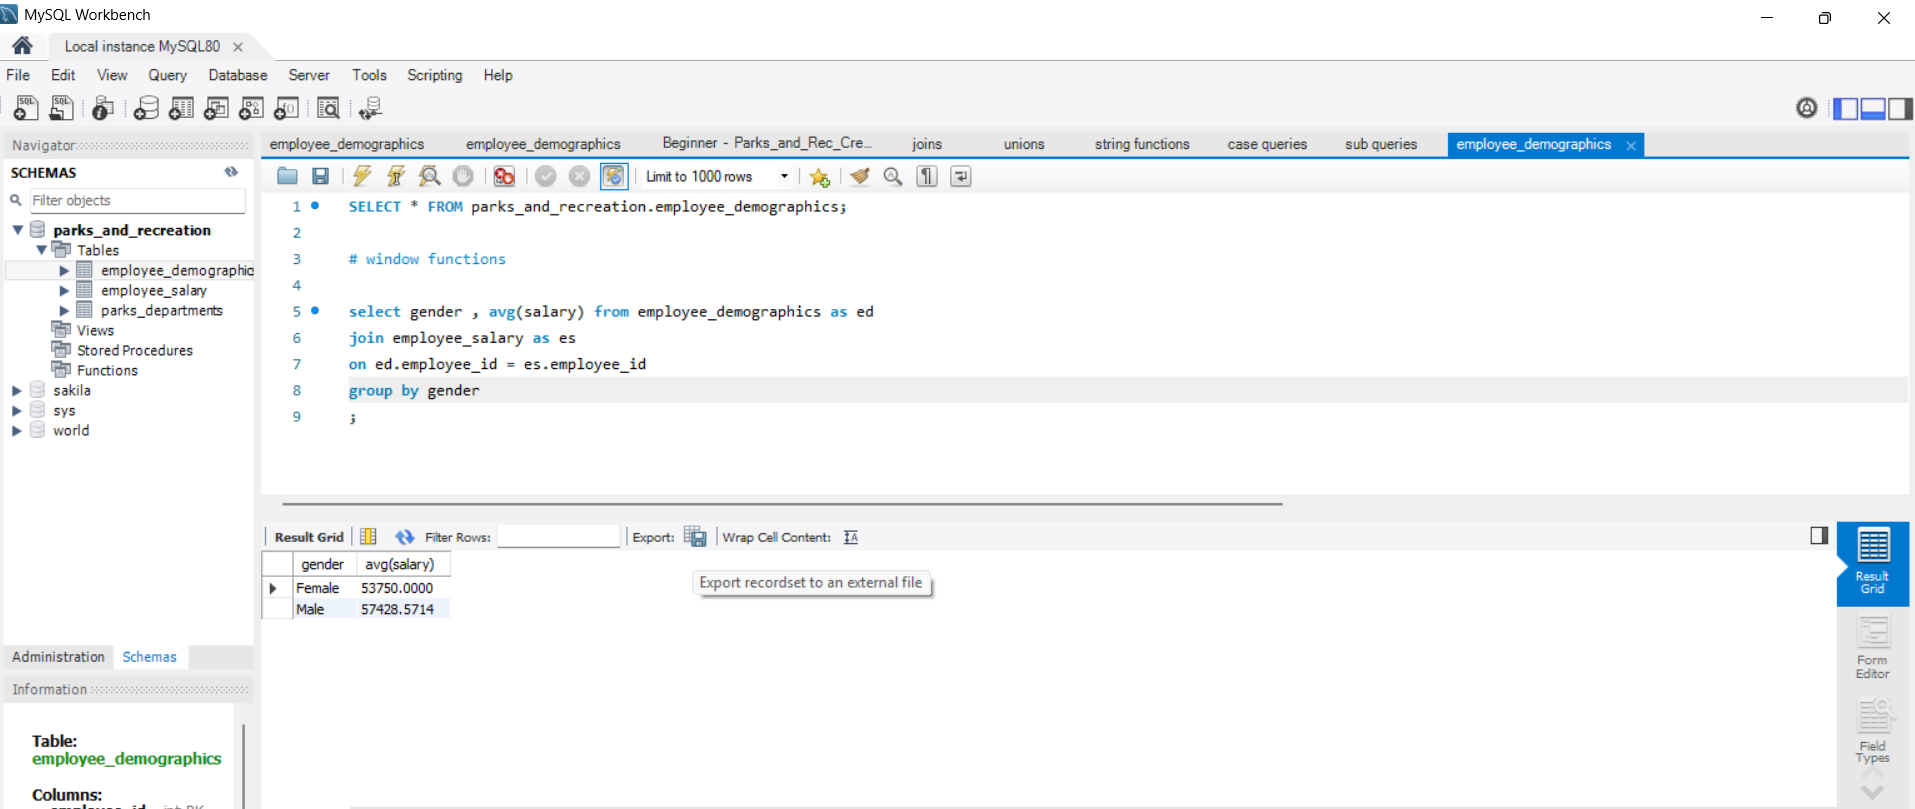 MySQL Workbench
Local instance MySQL80
File Edit View Query Database Server Tools Scripting Help
Navigator
SCHEMAS
Filter objects
parks_and_recreation
Tables
employee_demographic
employee_salary
parks_departments
Views
Stored Procedures
Functions
sakila
sys
world
Administration Schemas
Information
Table:
employee_demographics
Columns:
employee_demographics employee_demographics Beginner - Parks_and_Rec_Cre... joins unions string functions case queries sub queries employee_demographics
Limit to 1000 rows
1 SELECT * FROM parks_and_recreation.employee_demographics;
2
3 # window functions
4
5 select gender , avg(salary) from employee_demographics as ed
6 join employee_salary as es
7 on ed.employee_id = es.employee_id
8 group by gender
9 ;
Result Grid Filter Rows: Export: Wrap Cell Content:
gender avg(salary)
Female 53750.0000
Male 57428.5714
Export recordset to an external file
Result
Grid
Form
Editor
Field
Types